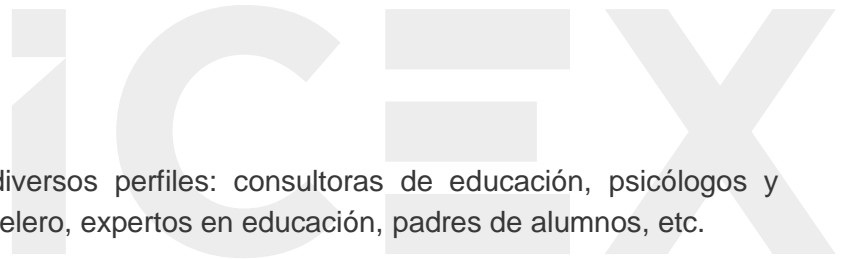 iCEX
diversos perfiles: consultoras de educación, psicólogos y
elero, expertos en educación, padres de alumnos, etc.